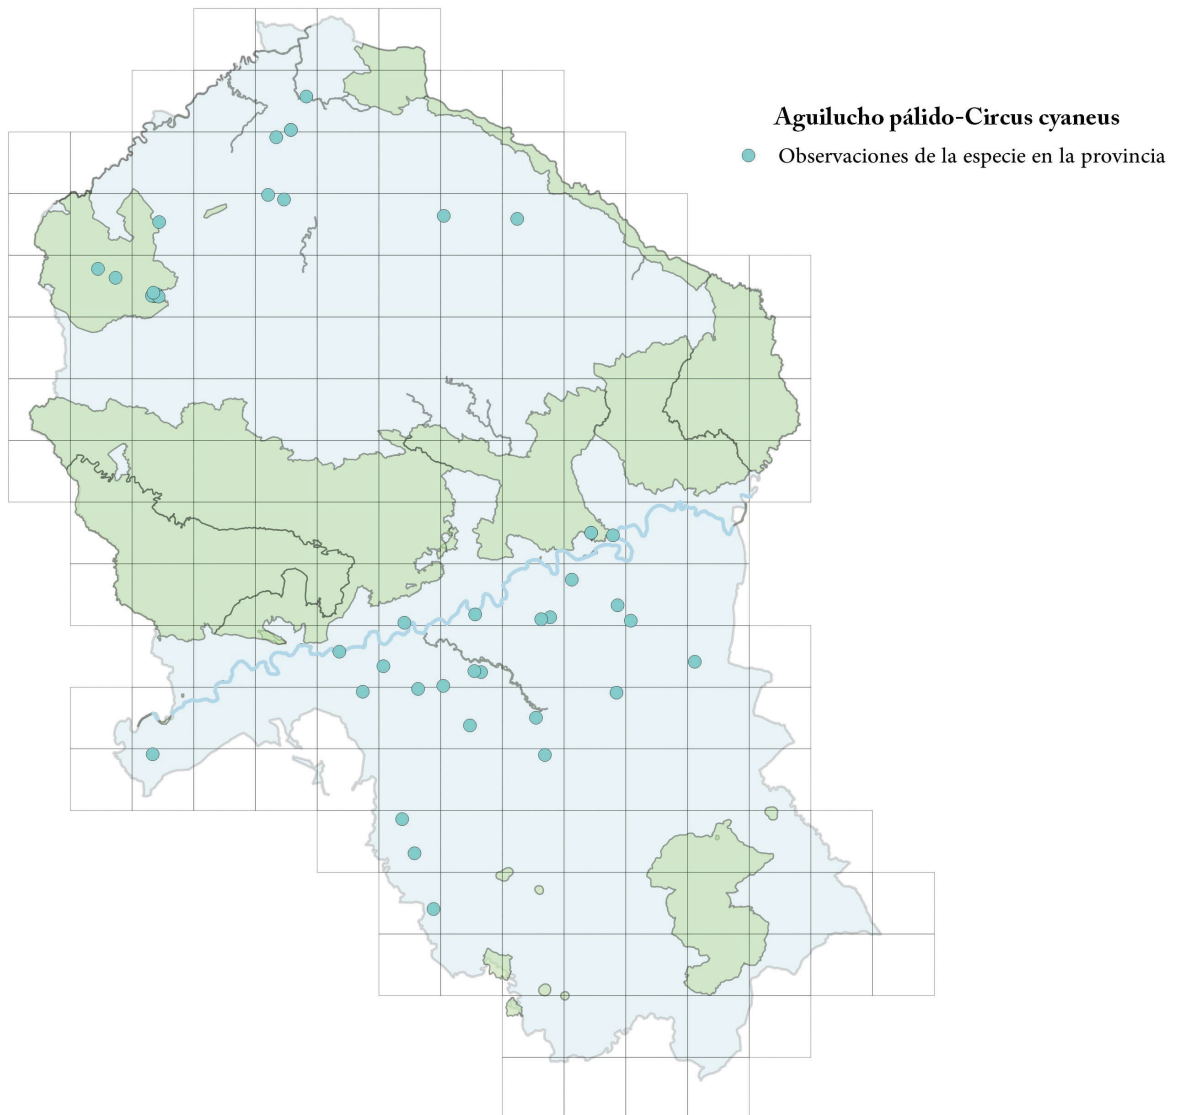 Aguilucho pálido-Circus cyaneus
Observaciones de la especie en la provincia